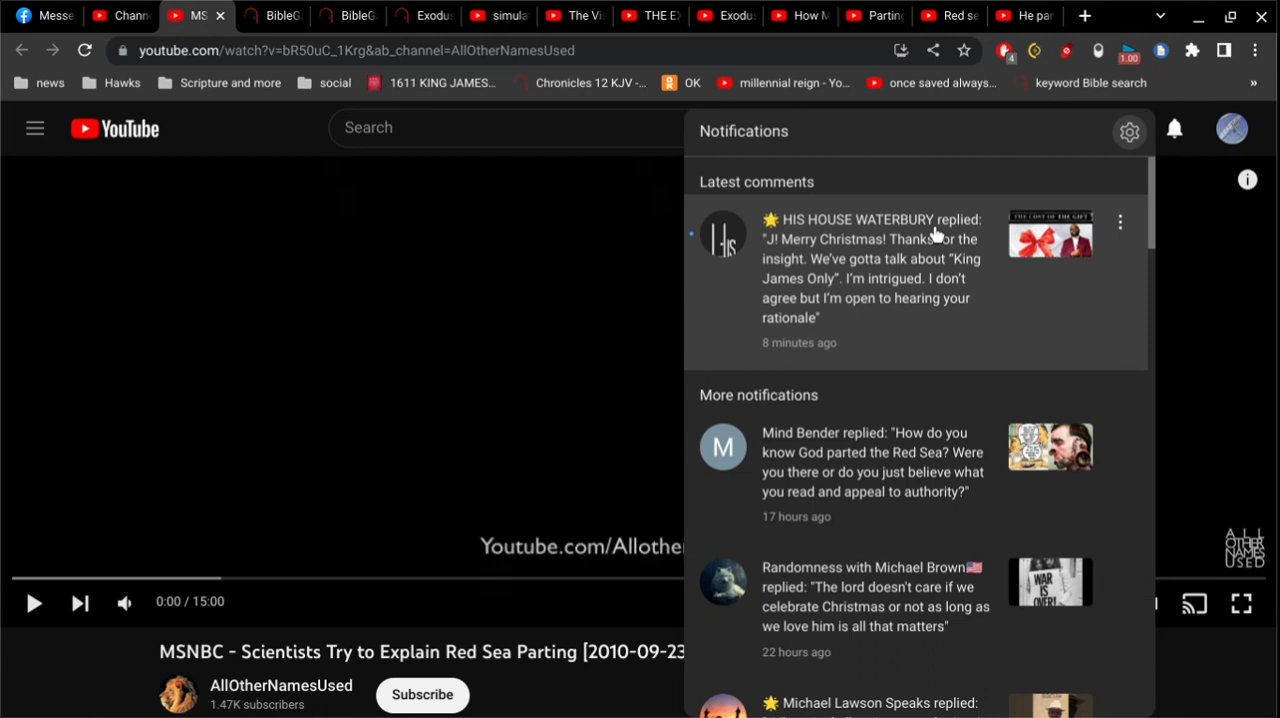 Messe
Chann
MS
BibleG
BibleG
Exodus
simula
The Vi
THE E
Exodus
How M
Parting
Red se
He par
youtube.com/watch?v=bR50uC_1Krg&ab_channel=AllOtherNamesUsed
4
1.00
news
Hawks
Scripture and more
social
1611 KING JAMES...
Chronicles 12 KJV -...
OK
millennial reign - Yo...
once saved always...
keyword Bible search
»
YouTube
Search
Notifications
Latest comments
HIS
🌟 HIS HOUSE WATERBURY replied:
"J! Merry Christmas! Thanks for the
insight. We've gotta talk about "King
James Only". I'm intrigued. I don't
agree but I'm open to hearing your
rationale"
8 minutes ago
THE COST OF THE GIFT
More notifications
M
Mind Bender replied: "How do you
know God parted the Red Sea? Were
you there or do you just believe what
you read and appeal to authority?"
17 hours ago
Randomness with Michael Brown🇺🇸
replied: "The lord doesn't care if we
celebrate Christmas or not as long as
we love him is all that matters"
22 hours ago
WAR
IS
OVER!
🌟 Michael Lawson Speaks replied:
Youtube.com/Allothe
ALL
OTHER
NAMES
USED
0:00 / 15:00
MSNBC - Scientists Try to Explain Red Sea Parting [2010-09-23
AllOtherNamesUsed
1.47K subscribers
Subscribe